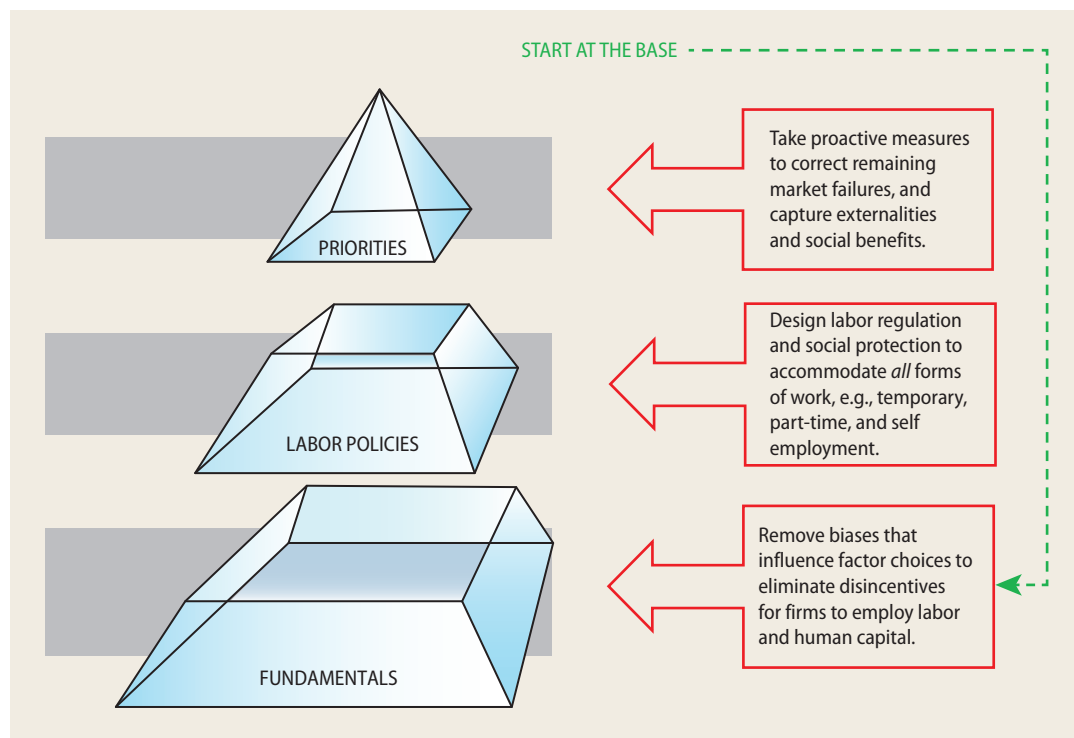 START AT THE BASE
PRIORITIES
Take proactive measures
to correct remaining
market failures, and
capture externalities
and social benefits.
LABOR POLICIES
Design labor regulation
and social protection to
accommodate all forms
of work, e.g., temporary,
part-time, and self
employment.
FUNDAMENTALS
Remove biases that
influence factor choices to
eliminate disincentives
for firms to employ labor
and human capital.